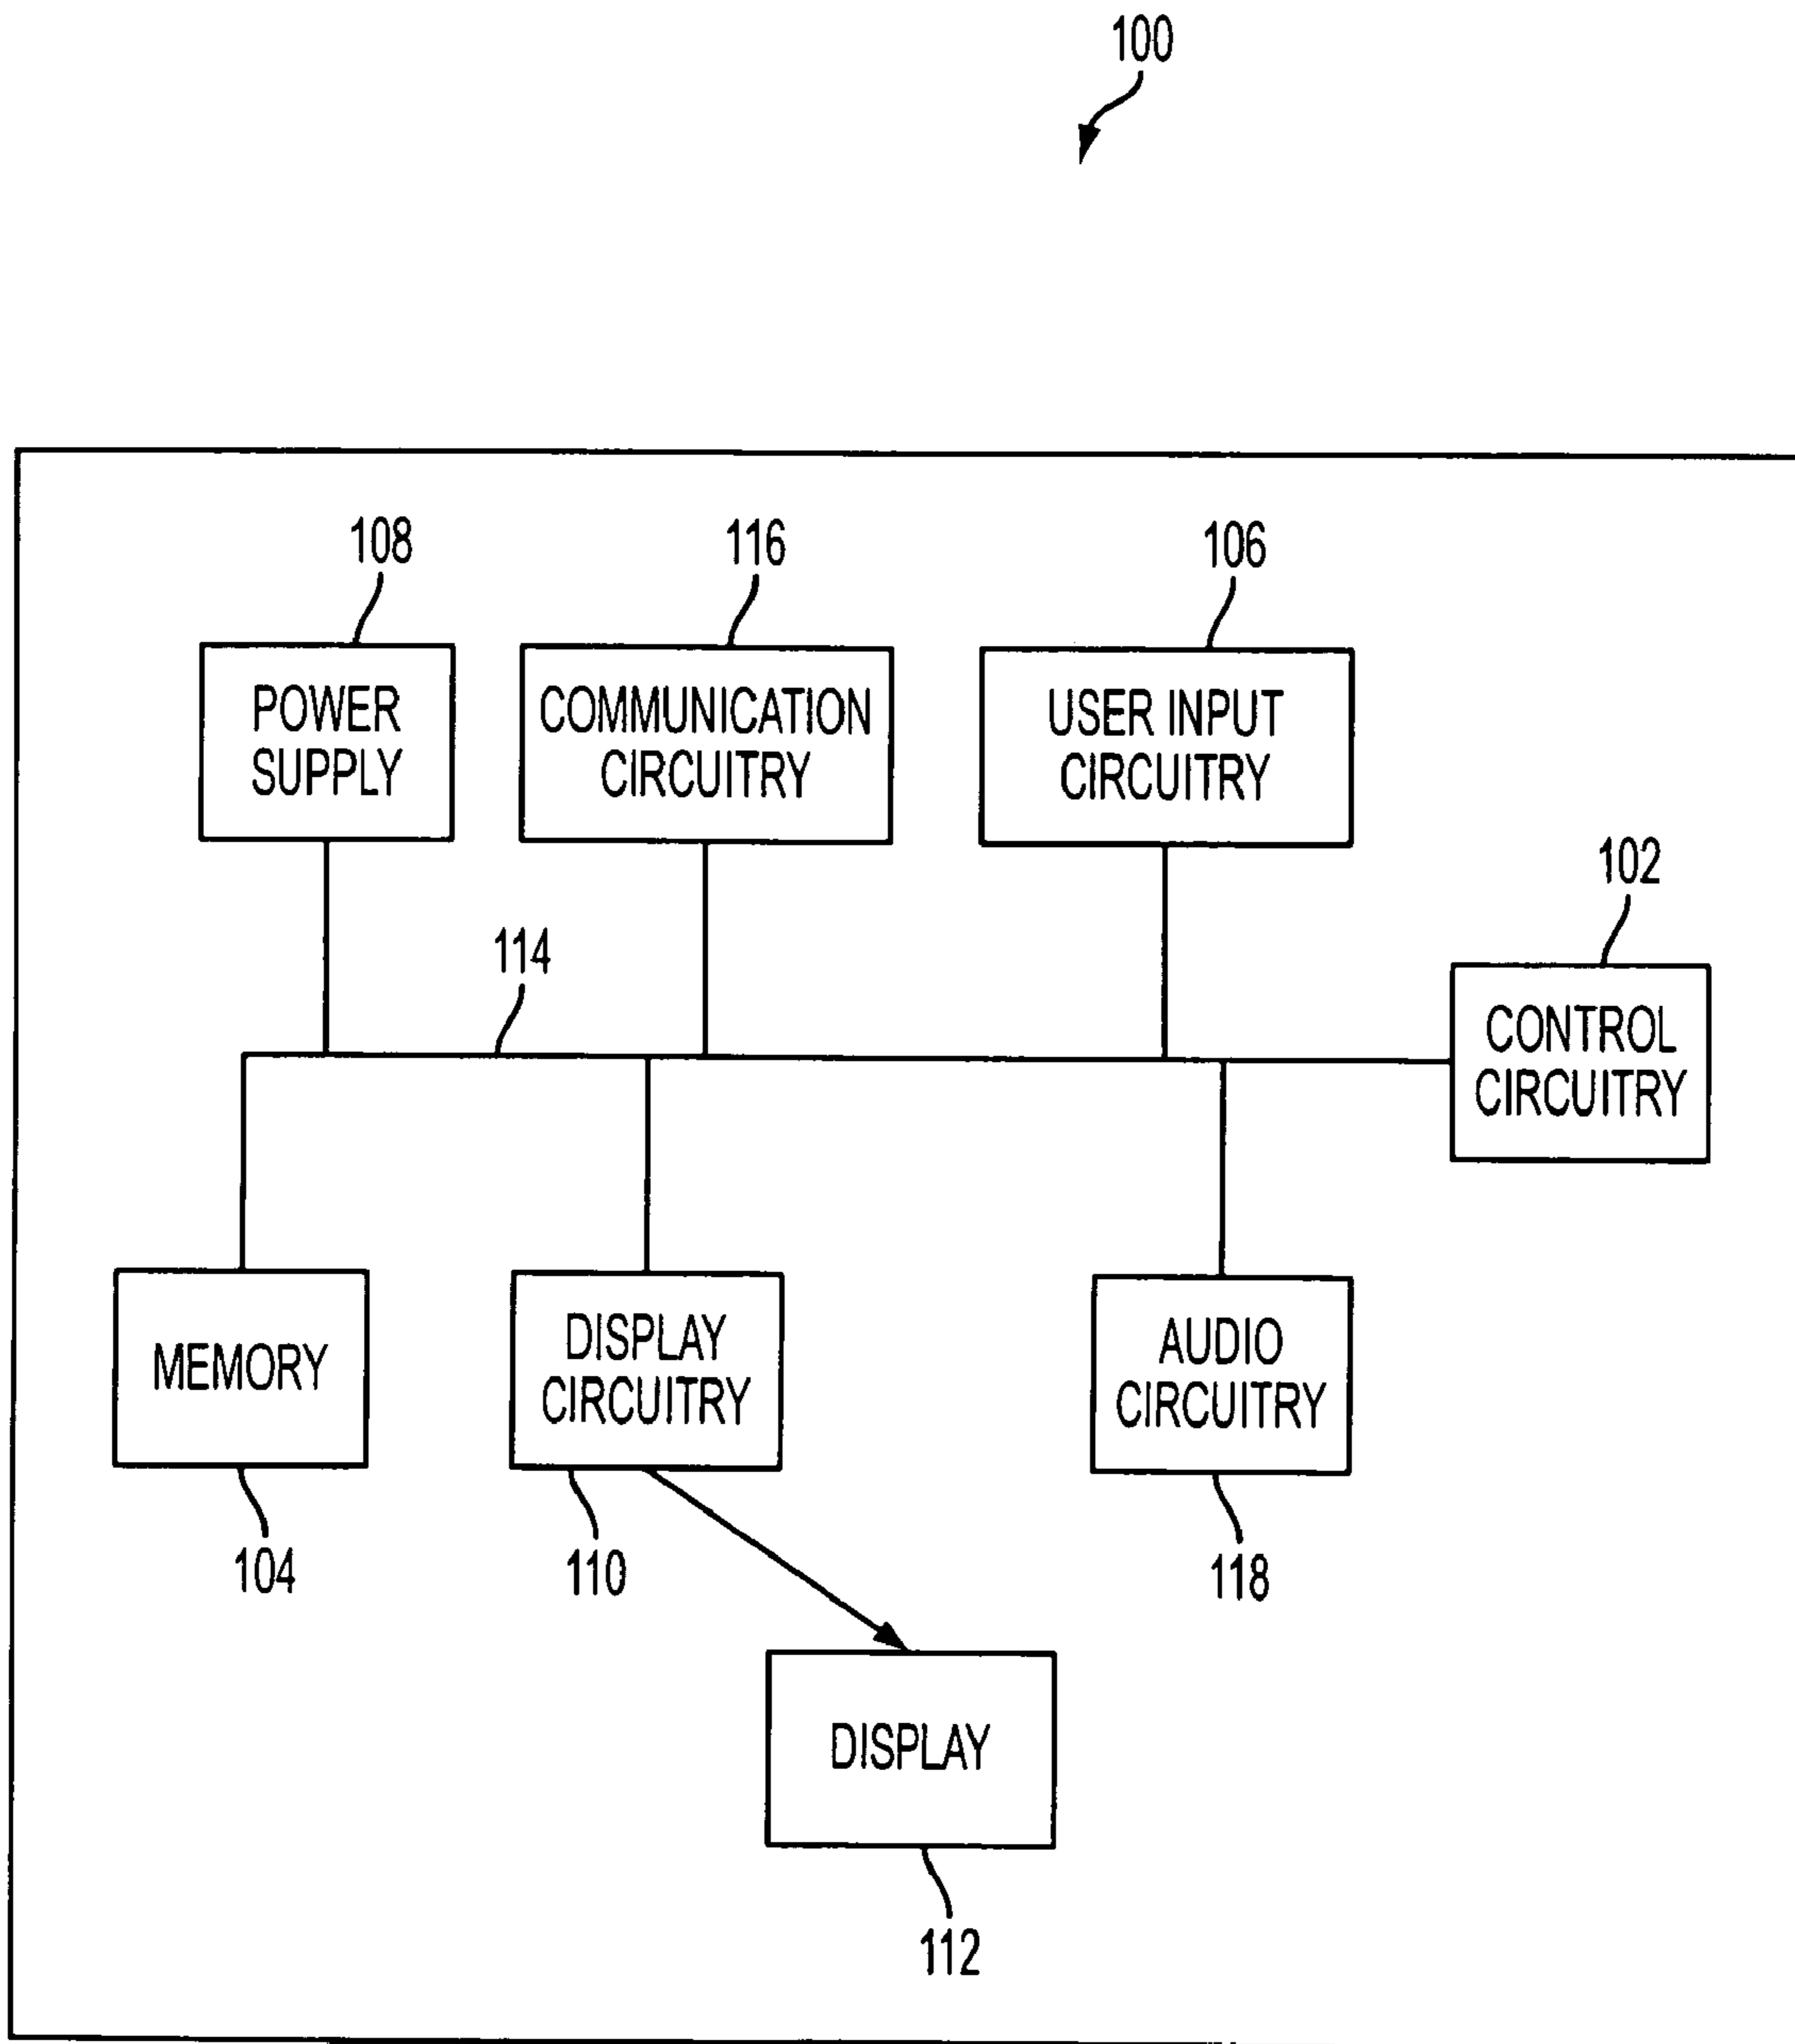 100
108
116
106
POWER
SUPPLY
COMMUNICATION
CIRCUITRY
USER INPUT
CIRCUITRY
102
114
CONTROL
CIRCUITRY
MEMORY
DISPLAY
CIRCUITRY
AUDIO
CIRCUITRY
104
110
118
DISPLAY
112